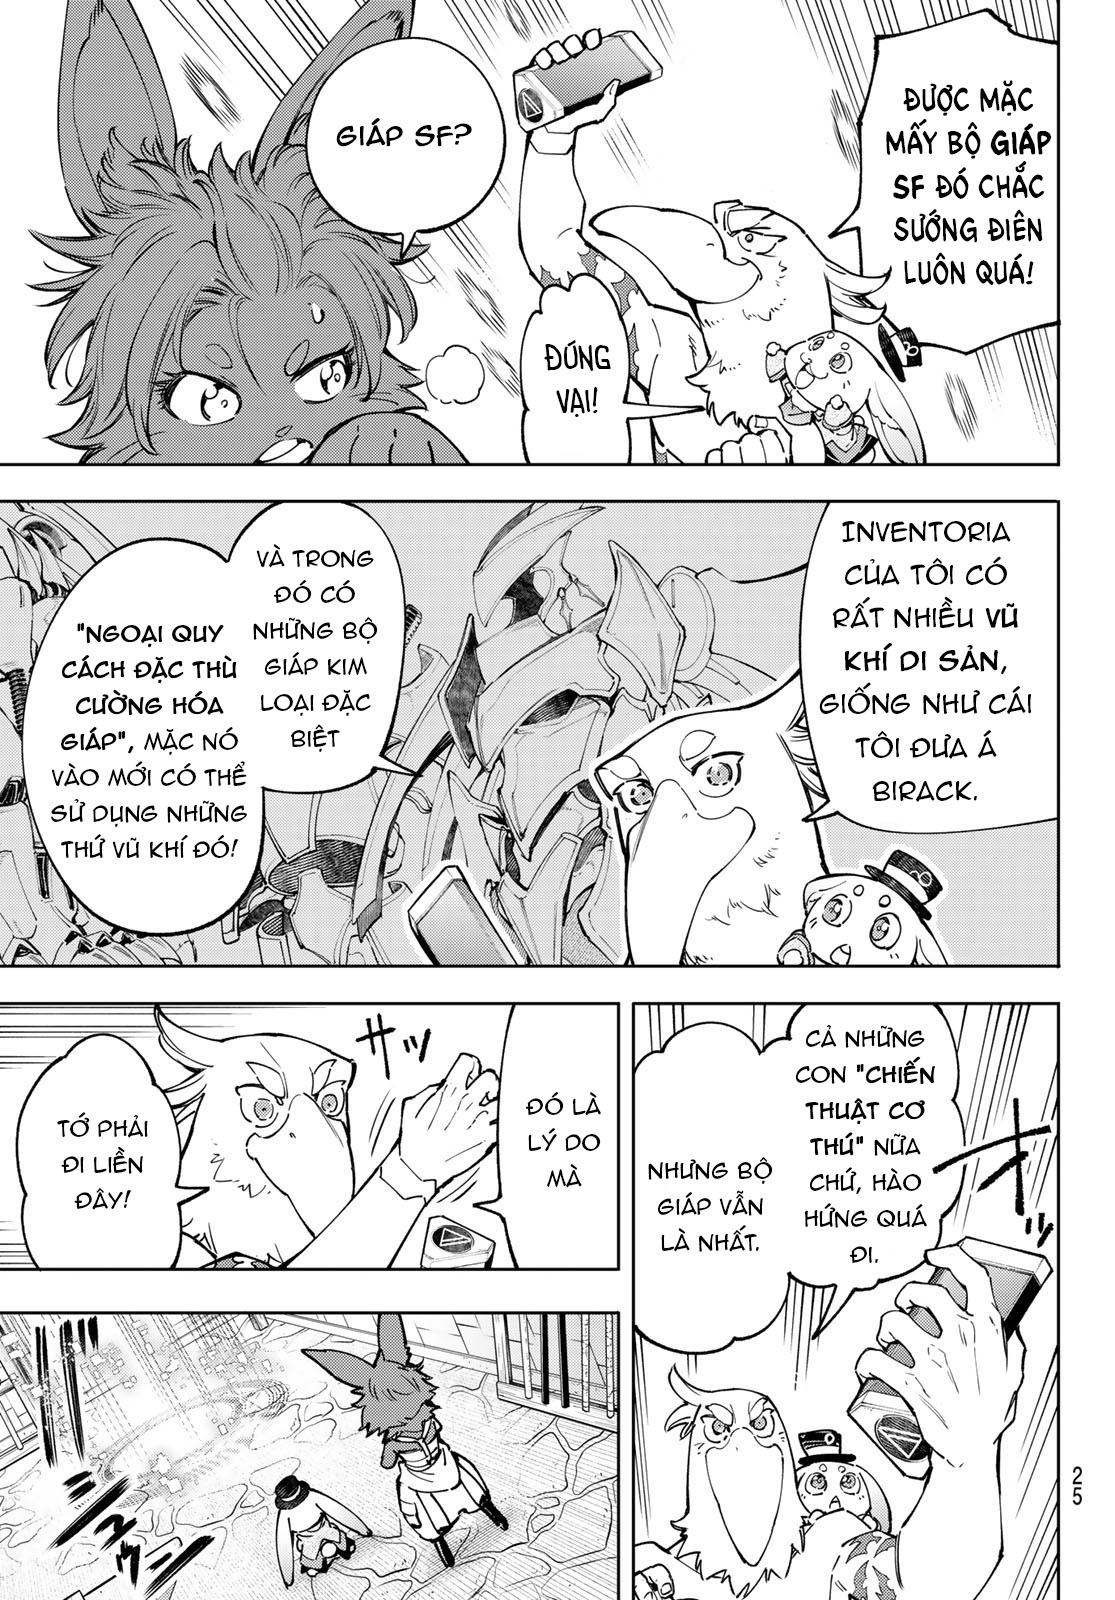 ĐƯỢC MẶC
MẤY BỘ GIÁP
SF ĐÓ CHẮC
SƯỚNG ĐIÊN
LUÔN QUÁ!
GIÁP SF?
ĐÚNG
VẠI!
INVENTORIA
CỦA TÔI CÓ
RẤT NHIỀU VŨ
KHÍ DI SẢN,
GIỐNG NHƯ CÁI
TÔI ĐƯA Á
BIRACK.
VÀ TRONG
ĐÓ CÓ
NHỮNG BỘ
GIÁP KIM
LOẠI ĐẶC
BIỆT
"NGOẠI QUY
CÁCH ĐẶC THÙ
CƯỜNG HÓA
GIÁP", MẶC NÓ
VÀO MỚI CÓ THỂ
SỬ DỤNG NHỮNG
THỨ VŨ KHÍ ĐÓ!
CẢ NHỮNG
CON "CHIẾN
THUẬT CƠ
THÚ" NỮA
CHỨ, HÀO
HỨNG QUÁ
ĐI.
NHƯNG BỘ
GIÁP VẪN
LÀ NHẤT.
ĐÓ LÀ
LÝ DO MÀ
TỚ PHẢI
ĐI LIỀN
ĐÂY!
25